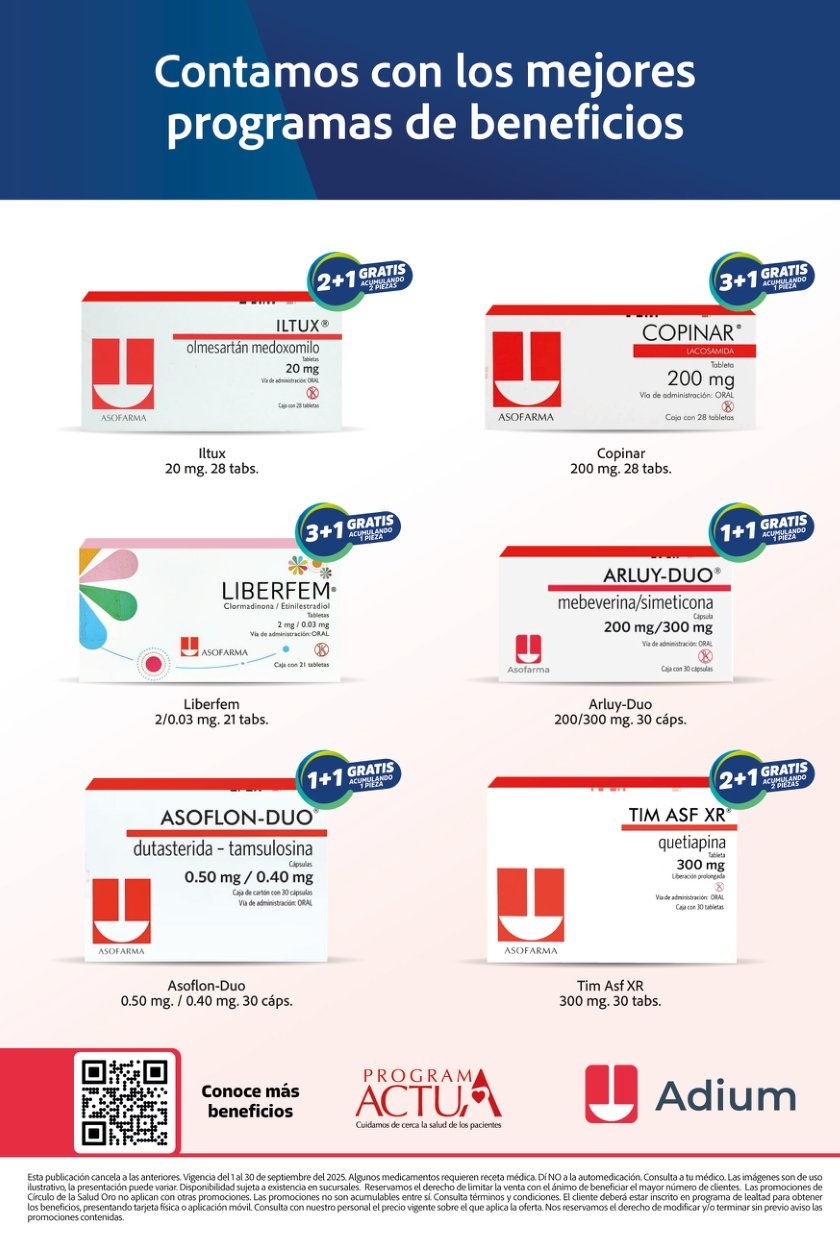 Contamos con los mejores
programas de beneficios
2+1 GRATIS
ACUMULANDO
2 PIEZAS
ILTUX®
olmesartán medoxomilo
Tabletas
20 mg
Vía de administración: ORAL
Caja con 28 tabletas
ASOFARMA
Iltux
20 mg. 28 tabs.
3+1 GRATIS
ACUMULANDO
1 PIEZA
COPINAR®
LACOSAMIDA
Tableta
200 mg
Vía de administración: ORAL
Caja con 28 tabletas
ASOFARMA
Copinar
200 mg. 28 tabs.
3+1 GRATIS
ACUMULANDO
1 PIEZA
LIBERFEM®
Clormadinona / Etinilestradiol
Tabletas
2 mg / 0.03 mg
Vía de administración: ORAL
ASOFARMA
Caja con 21 tabletas
Liberfem
2/0.03 mg. 21 tabs.
1+1 GRATIS
ACUMULANDO
1 PIEZA
ARLUY-DUO®
mebeverina/simeticona
Cápsula
200 mg/300 mg
Vía de administración: ORAL
Caja con 30 cápsulas
Asofarma
Arluy-Duo
200/300 mg. 30 cáps.
1+1 GRATIS
ACUMULANDO
1 PIEZA
ASOFLON-DUO®
dutasterida – tamsulosina
Cápsulas
0.50 mg / 0.40 mg
Caja de cartón con 30 cápsulas
Vía de administración: ORAL
ASOFARMA
Asoflon-Duo
0.50 mg. / 0.40 mg. 30 cáps.
2+1 GRATIS
ACUMULANDO
2 PIEZAS
TIM ASF XR®
quetiapina
Tableta
300 mg
Liberación prolongada
Vía de administración: ORAL
Caja con 30 tabletas
ASOFARMA
Tim Asf XR
300 mg. 30 tabs.
Conoce más
beneficios
PROGRAMA
ACTUA
Cuidamos de cerca la salud de los pacientes
Adium
Esta publicación cancela a las anteriores. Vigencia del 1 al 30 de septiembre del 2025. Algunos medicamentos requieren receta médica. Dí NO a la automedicación. Consulta a tu médico. Las imágenes son de uso
ilustrativo, la presentación puede variar. Disponibilidad sujeta a existencia en sucursales. Reservamos el derecho de limitar la venta con el ánimo de beneficiar el mayor número de clientes. Las promociones de
Círculo de la Salud Oro no aplican con otras promociones. Las promociones no son acumulables entre sí. Consulta términos y condiciones. El cliente deberá estar inscrito en programa de lealtad para obtener
los beneficios, presentando tarjeta física o aplicación móvil. Consulta con nuestro personal el precio vigente sobre el que aplica la oferta. Nos reservamos el derecho de modificar y/o terminar sin previo aviso las
promociones contenidas.